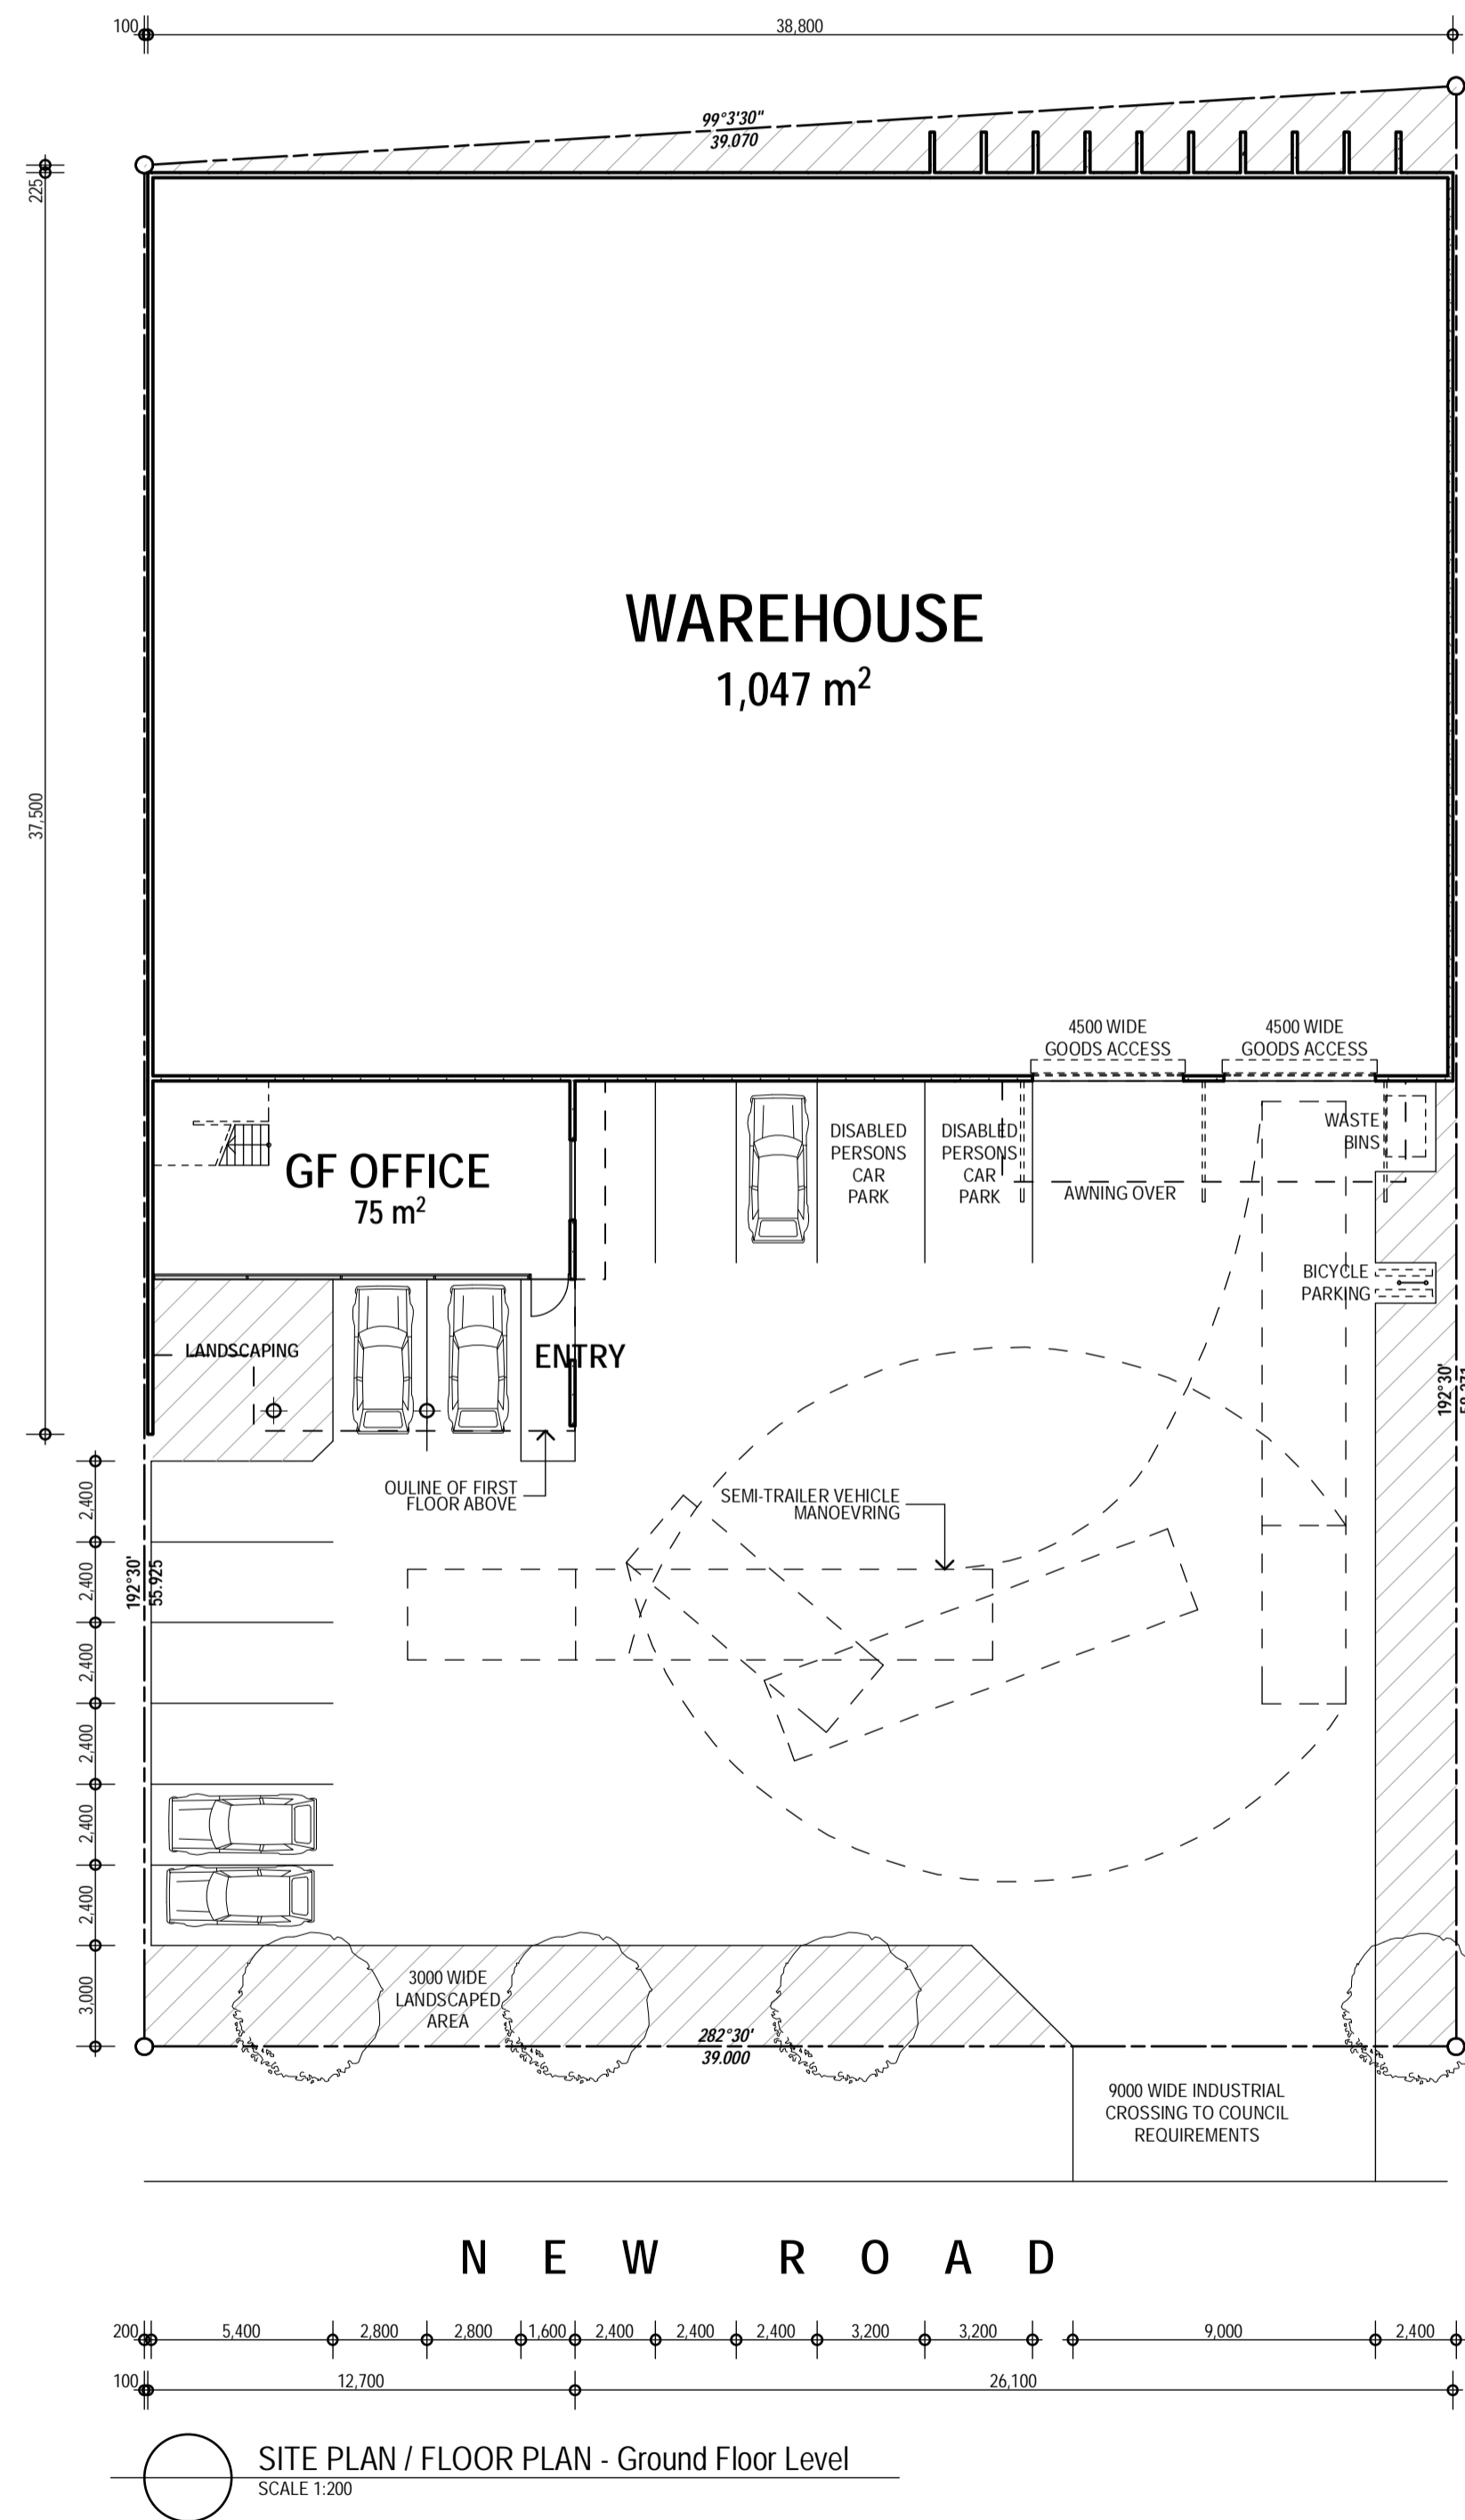 100
38,800
99°3'30"
39.070
225
WAREHOUSE
1,047 m²
37,500
4500 WIDE
GOODS ACCESS
4500 WIDE
GOODS ACCESS
GF OFFICE
75 m²
DISABLED
PERSONS
CAR
PARK
DISABLED
PERSONS
CAR
PARK
AWNING OVER
WASTE
BINS
BICYCLE
PARKING
LANDSCAPING
ENTRY
192°30'
OULINE OF FIRST
FLOOR ABOVE
SEMI-TRAILER VEHICLE
MANOEVRING
2,400
2,400
2,400
2,400
2,400
2,400
3,000
192°30'
55.925
3000 WIDE
LANDSCAPED
AREA
282°30'
39.000
9000 WIDE INDUSTRIAL
CROSSING TO COUNCIL
REQUIREMENTS
NEW ROAD
200
5,400
2,800
2,800
1,600
2,400
2,400
2,400
3,200
3,200
9,000
2,400
100
12,700
26,100
SITE PLAN / FLOOR PLAN - Ground Floor Level
SCALE 1:200